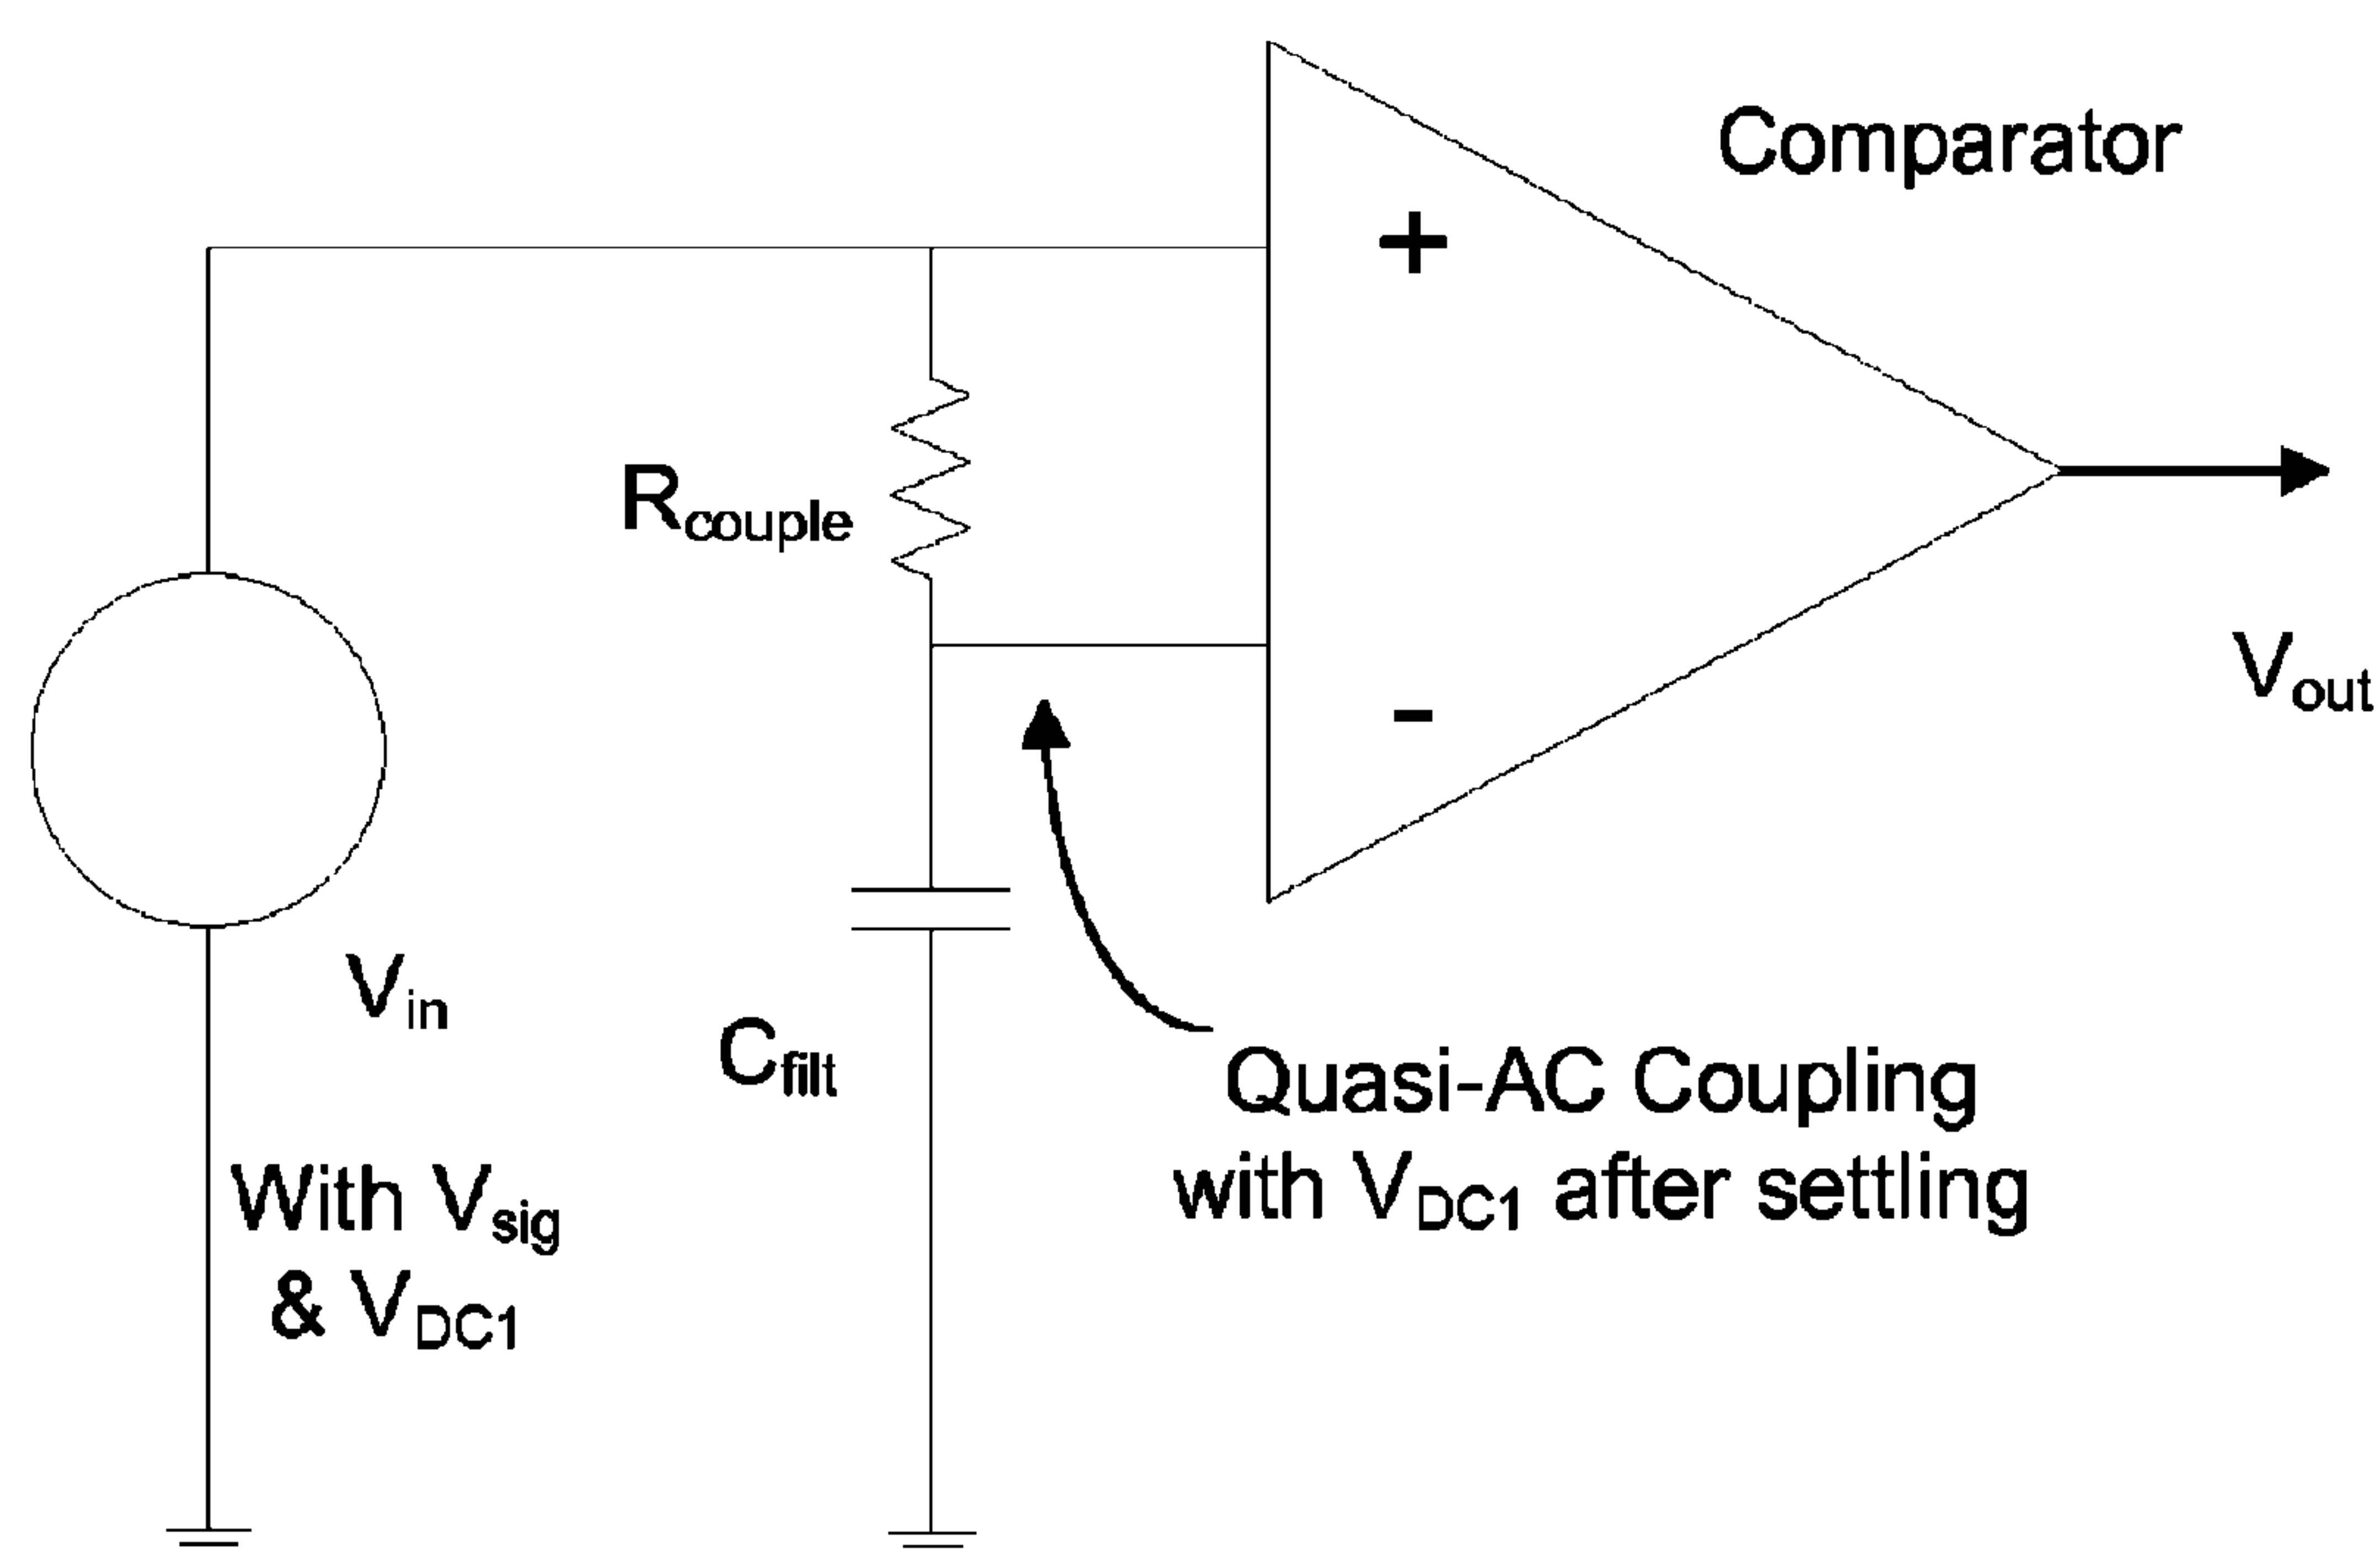 Comparator
+
Rcouple
-
Vout
Vin
Cfilt
Quasi-AC Coupling
with VDC1 after settling
With Vsig
& VDC1